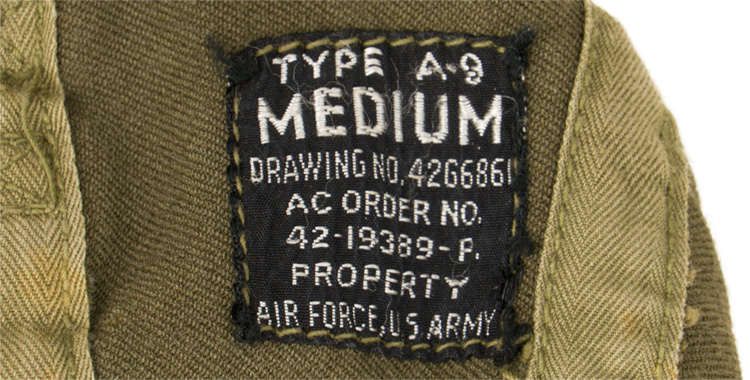 TYPE A-9
MEDIUM
DRAWING NO. 42G6861
AC ORDER NO.
42-19389-P.
PROPERTY
AIR FORCE, U.S. ARMY